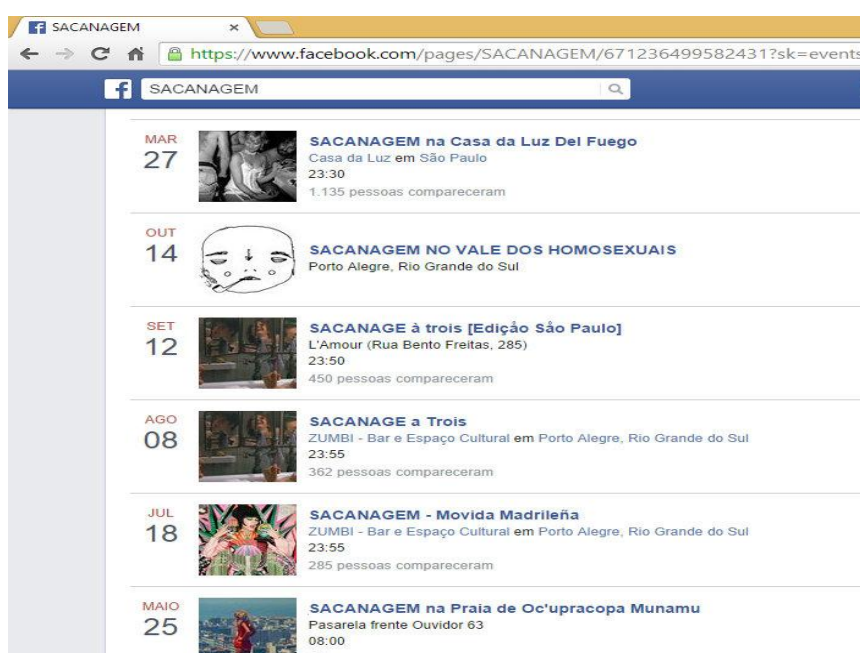 SACANAGEM
https://www.facebook.com/pages/SACANAGEM/671236499582431?sk=events
SACANAGEM
MAR
27
SACANAGEM na Casa da Luz Del Fuego
Casa da Luz em São Paulo
23:30
1.135 pessoas compareceram
OUT
14
SACANAGEM NO VALE DOS HOMOSEXUAIS
Porto Alegre, Rio Grande do Sul
SET
12
SACANAGE à trois [Edição São Paulo]
L'Amour (Rua Bento Freitas, 285)
23:50
450 pessoas compareceram
AGO
08
SACANAGE a Trois
ZUMBI - Bar e Espaço Cultural em Porto Alegre, Rio Grande do Sul
23:55
362 pessoas compareceram
JUL
18
SACANAGEM - Movida Madrileña
ZUMBI - Bar e Espaço Cultural em Porto Alegre, Rio Grande do Sul
23:55
285 pessoas compareceram
MAIO
25
SACANAGEM na Praia de Oc'upracopa Munamu
Pasarela frente Ouvidor 63
08:00